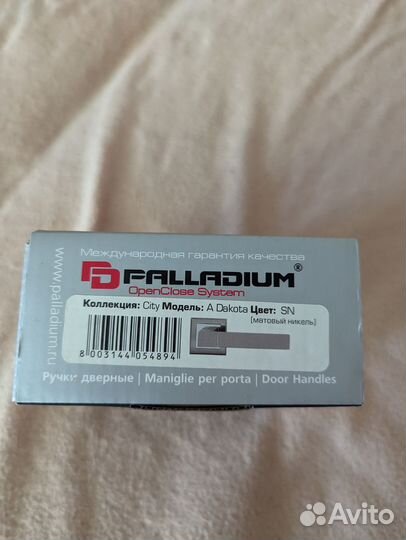 Международная гарантия качества
PD PALLADIUM®
OpenClose System
Коллекция: City Модель: A Dakota Цвет: SN
[матовый никель]
8 003144 054894
Ручки дверные | Maniglie per porta | Door Handles
www.palladium.ru
Avito